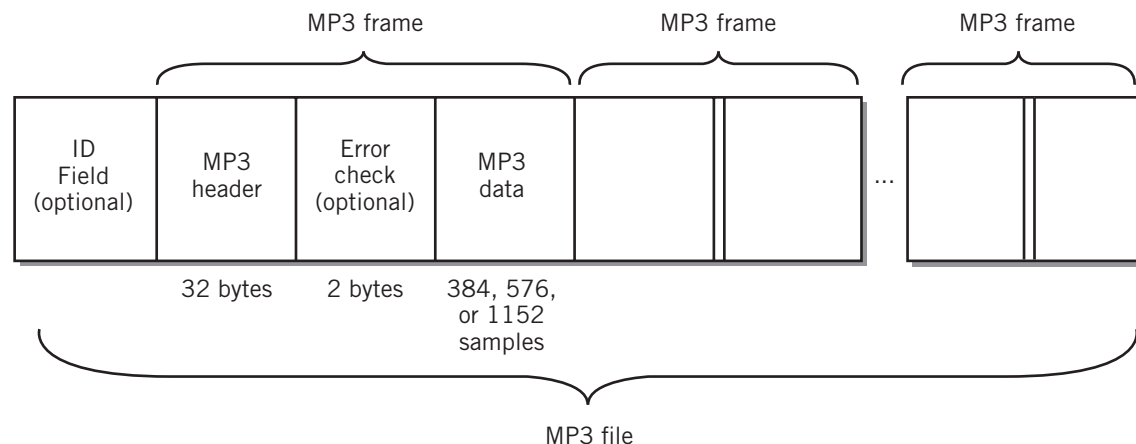 MP3 frame
MP3 frame
MP3 frame
ID
Field
(optional)
MP3
header
Error
check
(optional)
MP3
data
...
32 bytes
2 bytes
384, 576,
or 1152
samples
MP3 file